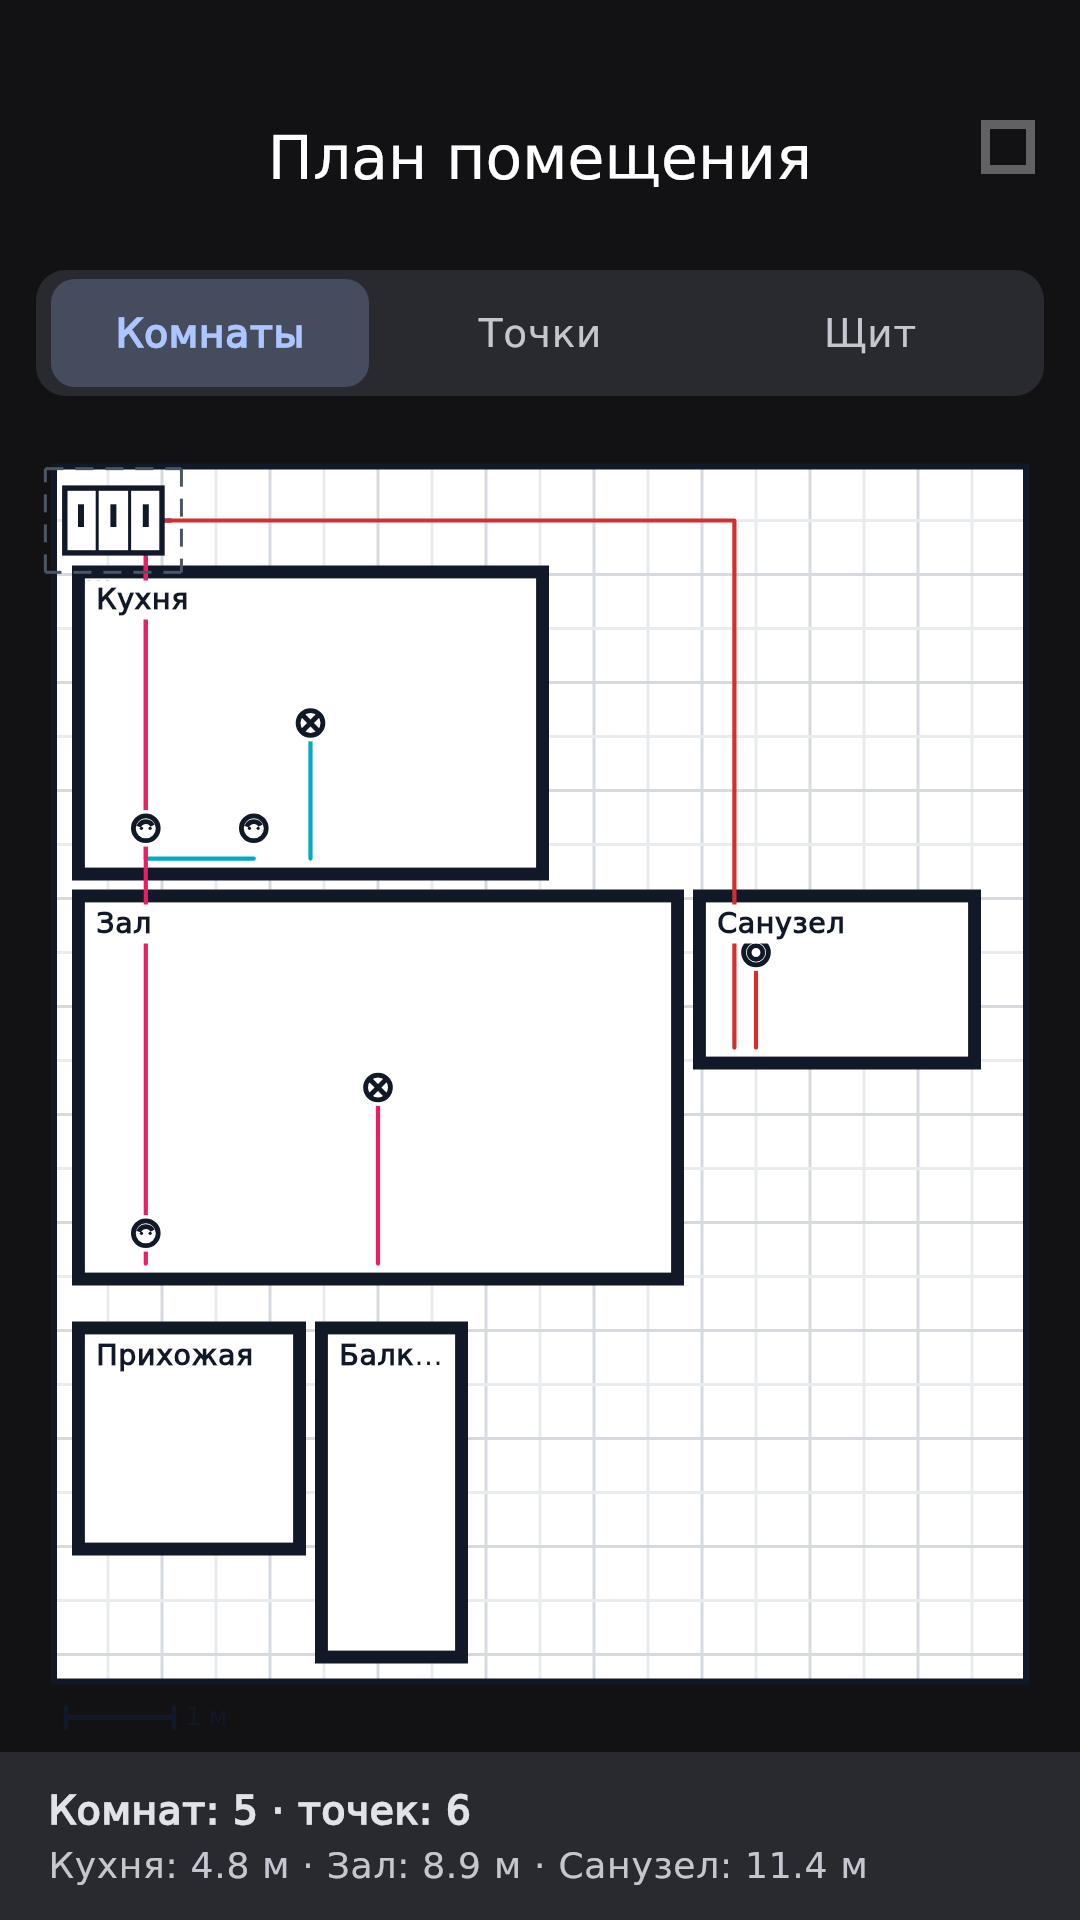 План помещения
Комнаты Точки Щит
Кухня
Зал
Санузел
Прихожая Балк…
1 м
Комнат: 5 · точек: 6
Кухня: 4.8 м · Зал: 8.9 м · Санузел: 11.4 м